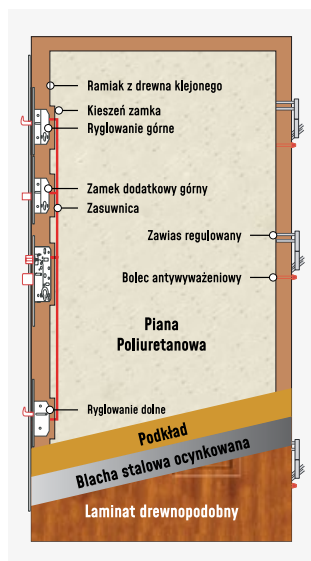 Ramiak z drewna klejonego
Kieszeń zamka
Ryglowanie górne
Zamek dodatkowy górny
Zasuwnica
Zawias regulowany
Bolec antywyważeniowy
Piana
Poliuretanowa
Ryglowanie dolne
Podkład
Blacha stalowa ocynkowana
Laminat drewnopodobny